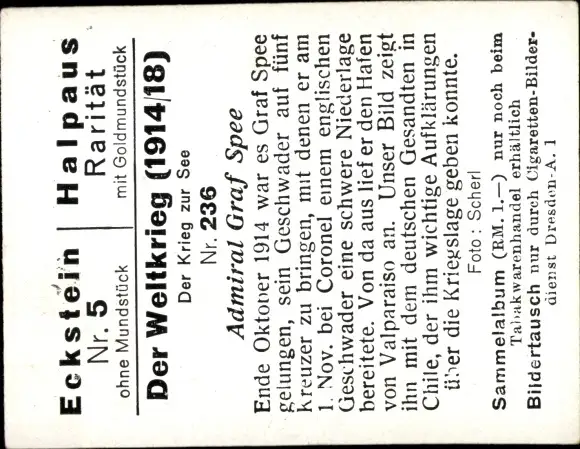 Eckstein | Halpaus
Nr. 5 | Rarität
ohne Mundstück | mit Goldmundstück
Der Weltkrieg (1914/18)
Der Krieg zur See
Nr. 236
Admiral Graf Spee
Ende Oktober 1914 war es Graf Spee
gelungen, sein Geschwader auf fünf
Kreuzer zu bringen, mit denen er am
1. Nov. bei Coronel einem englischen
Geschwader eine schwere Niederlage
bereitete. Von da aus lief er den Hafen
von Valparaiso an. Unser Bild zeigt
ihn mit dem deutschen Gesandten in
Chile, der ihm wichtige Aufklärungen
über die Kriegslage geben konnte.
Foto: Scherl
Sammelalbum (RM. 1.—) nur noch beim
Tabakwarenhandel erhältlich
Bildertausch nur durch Cigaretten-Bilder-
dienst Dresden-A. 1